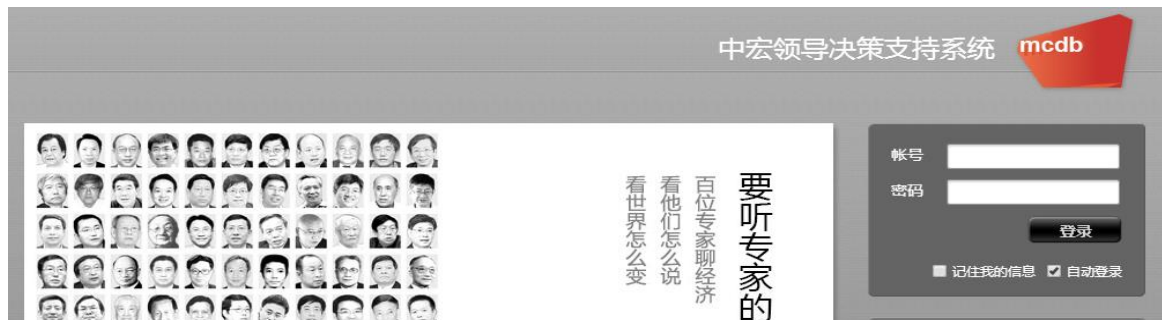 中宏领导决策支持系统 mcdb
要听专家的
百位专家聊经济
看他们怎么说
看世界怎么变
帐号
密码
登录
记住我的信息 自动登录